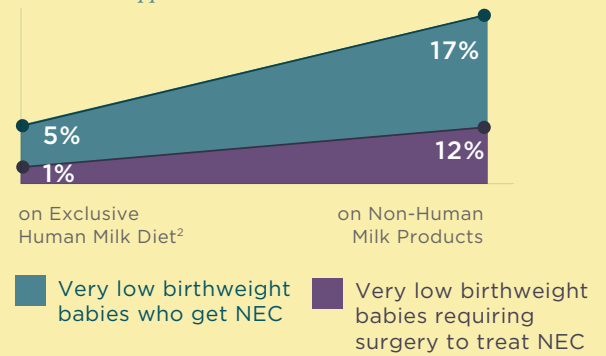 17%
5%
12%
1%
on Exclusive
Human Milk Diet²
on Non-Human
Milk Products
Very low birthweight
babies who get NEC
Very low birthweight
babies requiring
surgery to treat NEC